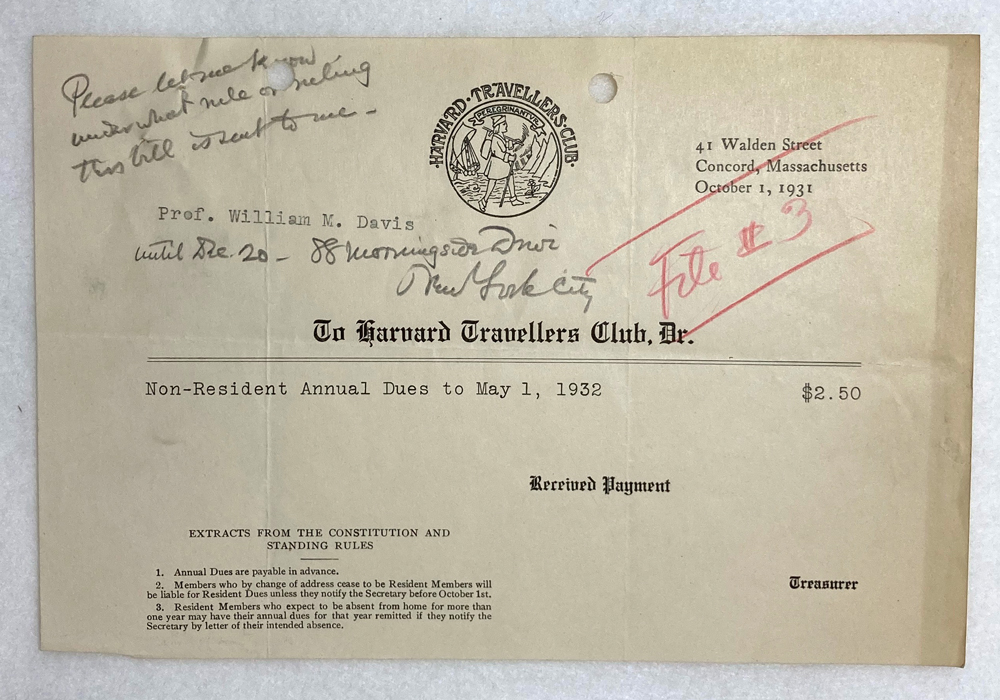 Please let me know
under what rule or ruling
this bill is sent to me -
HARVARD · TRAVELLERS · CLUB ·
PEREGRINANTVR
41 Walden Street
Concord, Massachusetts
October 1, 1931
Prof. William M. Davis
until Dec. 20 - 88 Morningside Drive
New York City
File # 3
To Harvard Travellers Club, Dr.
Non-Resident Annual Dues to May 1, 1932 $2.50
Received Payment
Treasurer
EXTRACTS FROM THE CONSTITUTION AND
STANDING RULES
1. Annual Dues are payable in advance.
2. Members who by change of address cease to be Resident Members will
be liable for Resident Dues unless they notify the Secretary before October 1st.
3. Resident Members who expect to be absent from home for more than
one year may have their annual dues for that year remitted if they notify the
Secretary by letter of their intended absence.